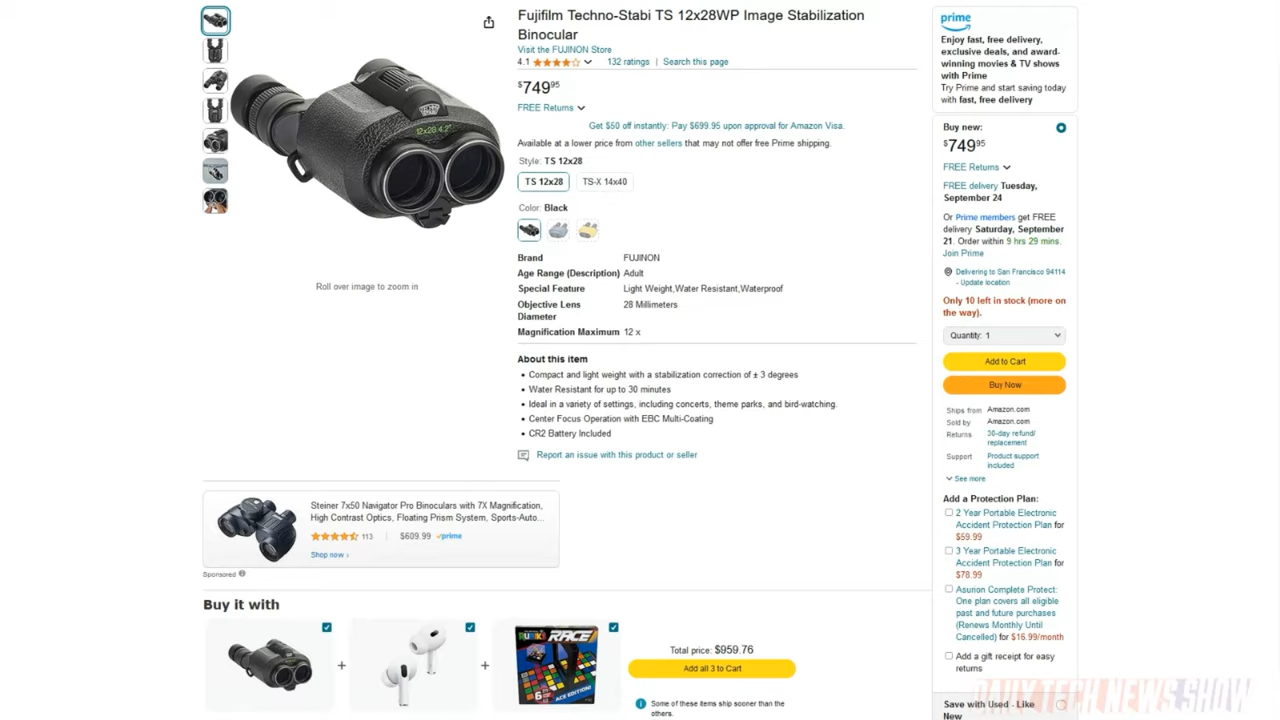 Fujifilm Techno-Stabi TS 12x28WP Image Stabilization
Binocular
Visit the FUJINON Store
4.1
132 ratings | Search this page
$749.95
FREE Returns
Get $50 off instantly: Pay $699.95 upon approval for Amazon Visa.
Available at a lower price from other sellers that may not offer free Prime shipping.
Style: TS 12x28
TS 12x28
TS-X 14x40
Color: Black
Brand FUJINON
Age Range (Description) Adult
Special Feature Light Weight,Water Resistant,Waterproof
Objective Lens 28 Millimeters
Diameter
Magnification Maximum 12 x
About this item
• Compact and light weight with a stabilization correction of ± 3 degrees
• Water Resistant for up to 30 minutes
• Ideal in a variety of settings, including concerts, theme parks, and bird-watching.
• Center Focus Operation with EBC Multi-Coating
• CR2 Battery Included
Report an issue with this product or seller
12x28 4.2°
Roll over image to zoom in
Steiner 7x50 Navigator Pro Binoculars with 7X Magnification,
High Contrast Optics, Floating Prism System, Sports-Auto...
113 | $609.99 prime
Shop now ›
Sponsored
Buy it with
+
+
RACE
Total price: $959.76
Add all 3 to Cart
Some of these items ship sooner than the
others.
prime
Enjoy fast, free delivery,
exclusive deals, and award-
winning movies & TV shows
with Prime
Try Prime and start saving today
with fast, free delivery
Buy new:
$749.95
FREE Returns
FREE delivery Tuesday,
September 24
Or Prime members get FREE
delivery Saturday, September
21. Order within 9 hrs 29 mins.
Join Prime
Delivering to San Francisco 94114
- Update location
Only 10 left in stock (more on
the way).
Quantity: 1
Add to Cart
Buy Now
Ships from Amazon.com
Sold by Amazon.com
Returns 30-day refund/
replacement
Support Product support
included
See more
Add a Protection Plan:
2 Year Portable Electronic
Accident Protection Plan for
$59.99
3 Year Portable Electronic
Accident Protection Plan for
$78.99
Asurion Complete Protect:
One plan covers all eligible
past and future purchases
(Renews Monthly Until
Cancelled) for $16.99/month
Add a gift receipt for easy
returns
Save with Used - Like
New
DAILY TECH NEWS SHOW